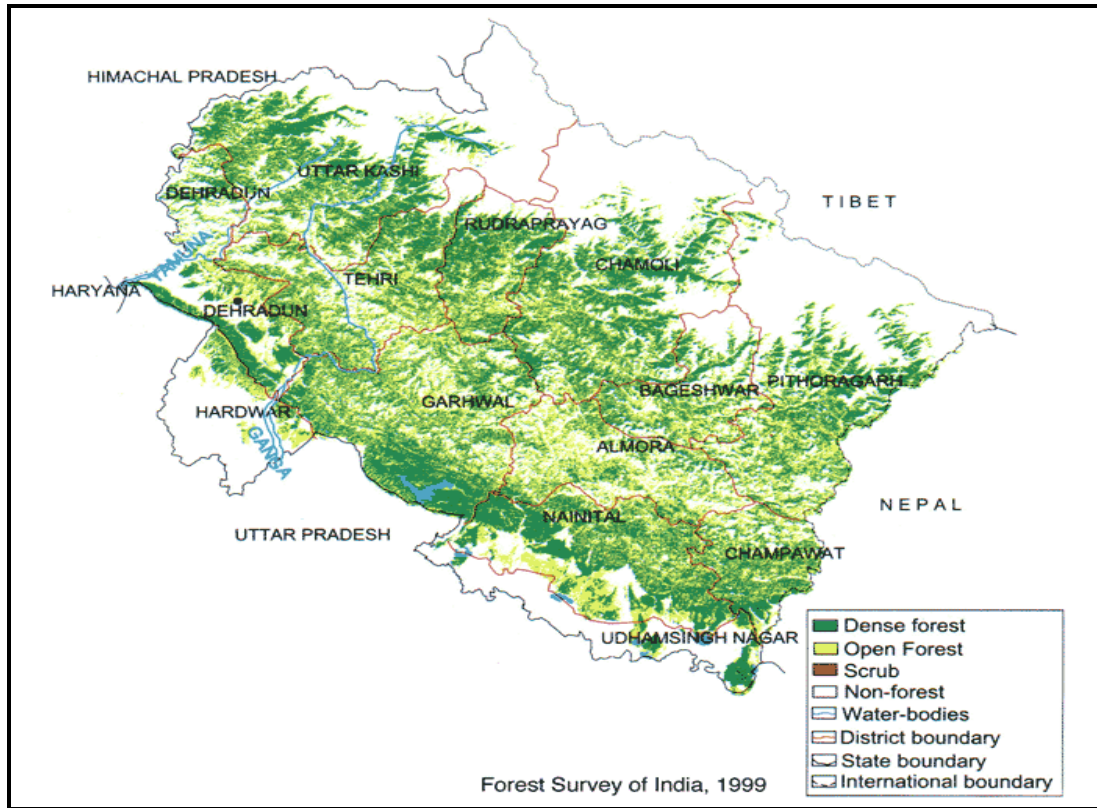 HIMACHAL PRADESH
UTTAR KASHI
DEHRADUN
TIBET
RUDRAPRAYAG
YAMUNA
CHAMOLI
TEHRI
HARYANA
DEHRADUN
PITHORAGARH
BAGESHWAR
GARHWAL
HARDWAR
GANGA
ALMORA
NEPAL
NAINITAL
UTTAR PRADESH
CHAMPAWAT
UDHAMSINGH NAGAR
Dense forest
Open Forest
Scrub
Non-forest
Water-bodies
District boundary
State boundary
International boundary
Forest Survey of India, 1999